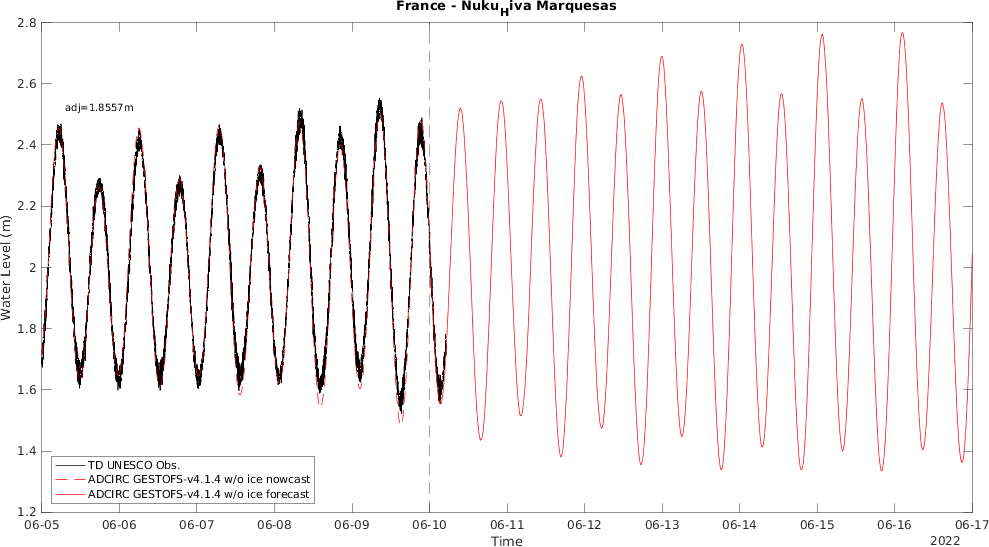 France - Nuku_Hiva Marquesas
2.8
2.6
2.4
2.2
2
1.8
1.6
1.4
1.2
Water Level (m)
adj=1.8557m
TD UNESCO Obs.
ADCIRC GESTOFS-v4.1.4 w/o ice nowcast
ADCIRC GESTOFS-v4.1.4 w/o ice forecast
06-05 06-06 06-07 06-08 06-09 06-10 06-11 06-12 06-13 06-14 06-15 06-16 06-17
Time
2022